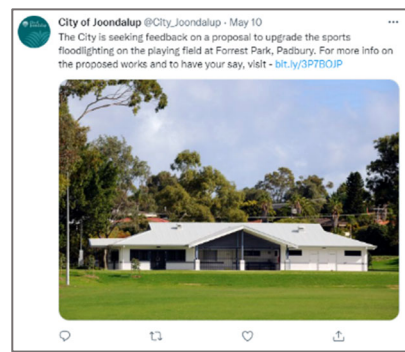 City of Joondalup @City_Joondalup · May 10
The City is seeking feedback on a proposal to upgrade the sports
floodlighting on the playing field at Forrest Park, Padbury. For more info on
the proposed works and to have your say, visit - bit.ly/3P7BOJP